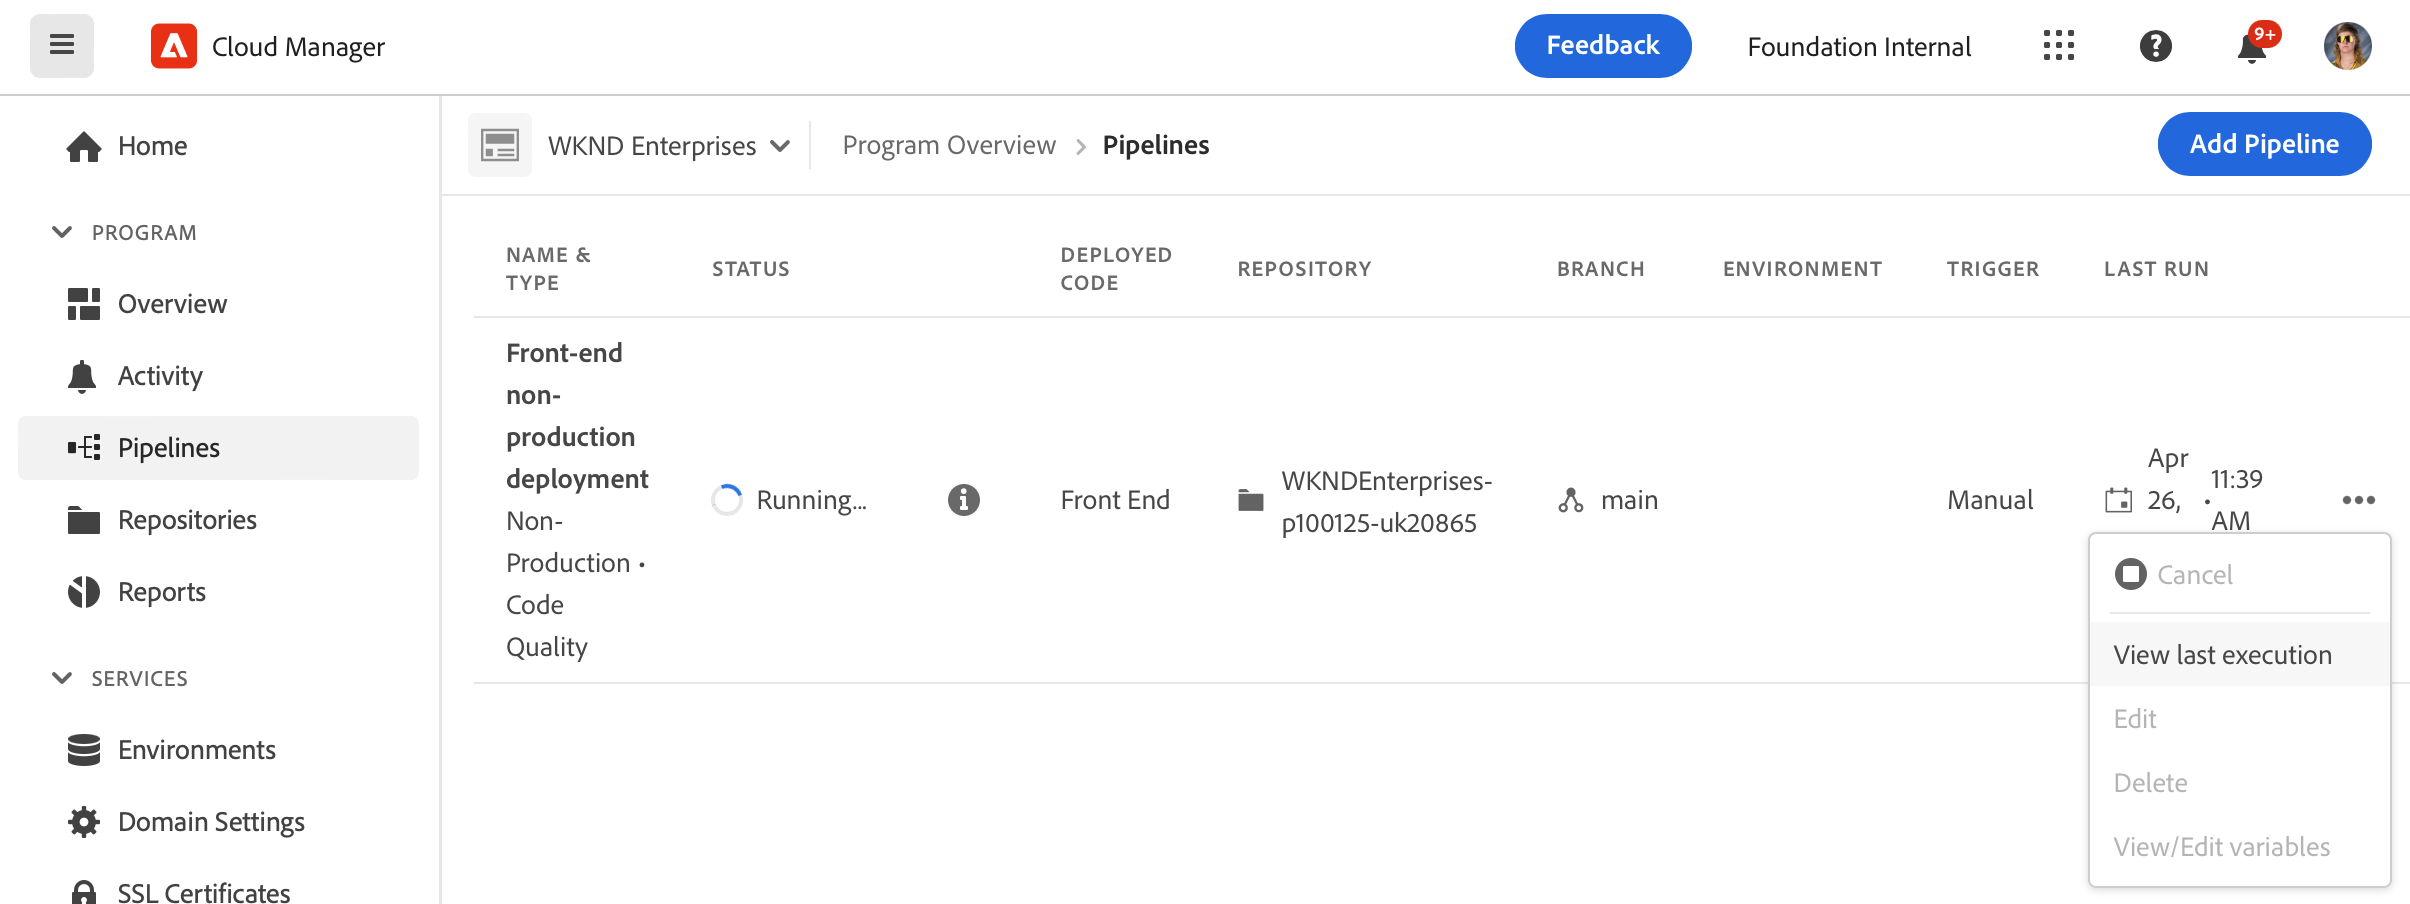 Cloud Manager
Feedback
Foundation Internal
9+
Home
PROGRAM
Overview
Activity
Pipelines
Repositories
Reports
SERVICES
Environments
Domain Settings
SSL Certificates
WKND Enterprises
Program Overview
Pipelines
Add Pipeline
NAME &
TYPE
STATUS
DEPLOYED
CODE
REPOSITORY
BRANCH
ENVIRONMENT
TRIGGER
LAST RUN
Front-end
non-
production
deployment
Non-
Production •
Code
Quality
Running...
Front End
WKNDEnterprises-
p100125-uk20865
main
Manual
Apr
26,
•
11:39
AM
Cancel
View last execution
Edit
Delete
View/Edit variables